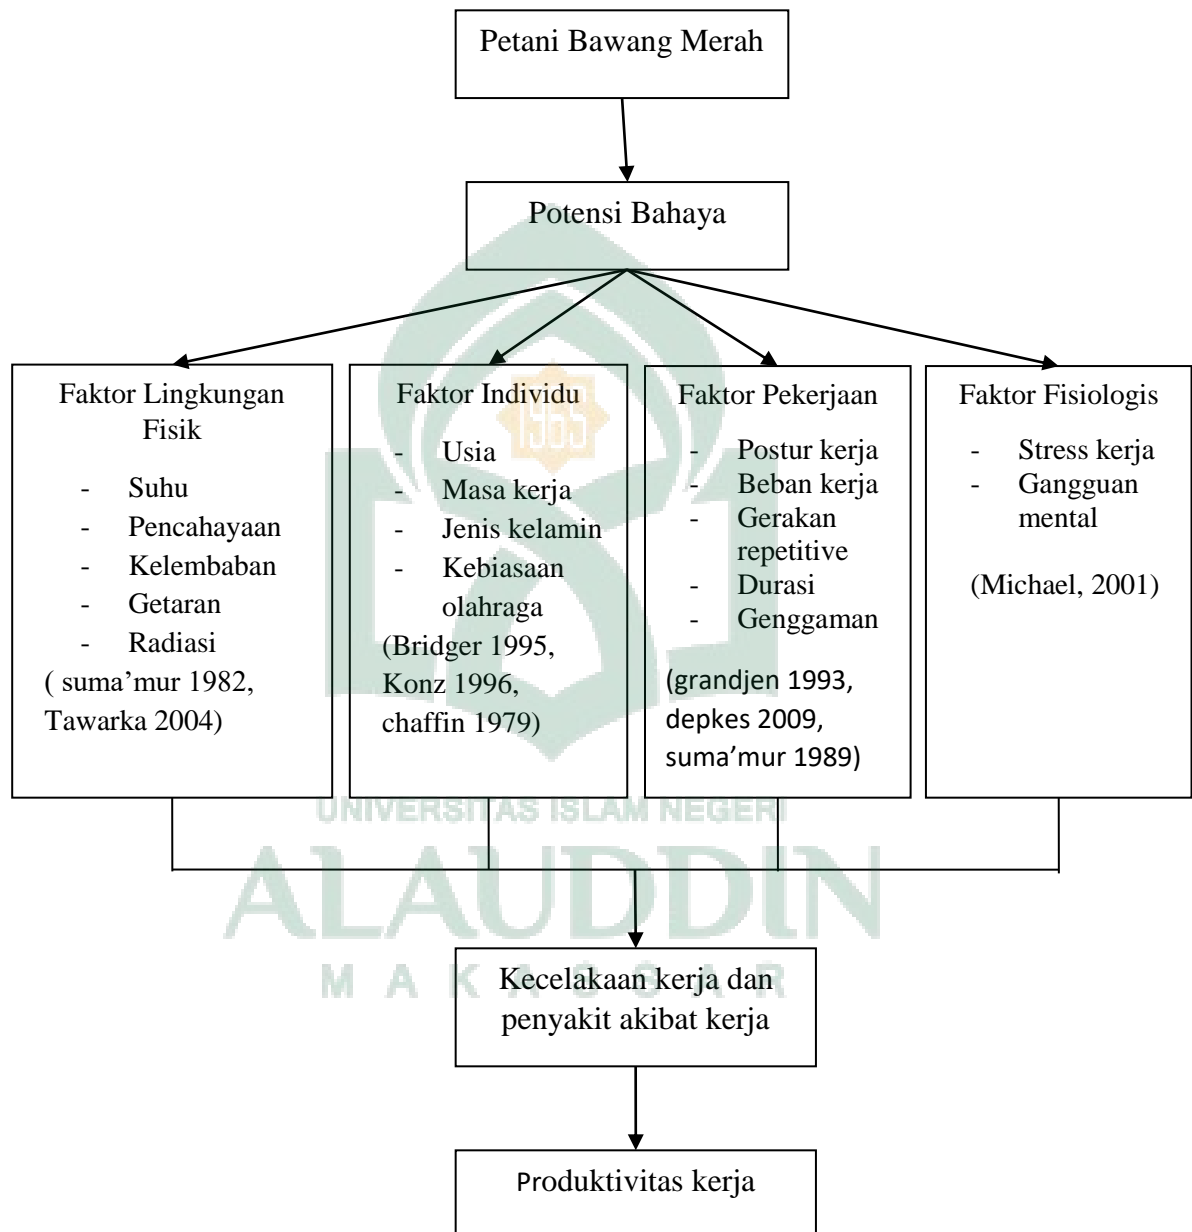 Petani Bawang Merah
Potensi Bahaya
Faktor Lingkungan
Fisik
- Suhu
- Pencahayaan
- Kelembaban
- Getaran
- Radiasi
( suma’mur 1982,
Tawarka 2004)
Faktor Individu
- Usia
- Masa kerja
- Jenis kelamin
- Kebiasaan
olahraga
(Bridger 1995,
Konz 1996,
chaffin 1979)
Faktor Pekerjaan
- Postur kerja
- Beban kerja
- Gerakan
repetitive
- Durasi
- Genggaman
(grandjen 1993,
depkes 2009,
suma’mur 1989)
Faktor Fisiologis
- Stress kerja
- Gangguan
mental
(Michael, 2001)
1965
UNIVERSITAS ISLAM NEGERI
ALAUDDIN
MAKASSAR
Kecelakaan kerja dan
penyakit akibat kerja
Produktivitas kerja